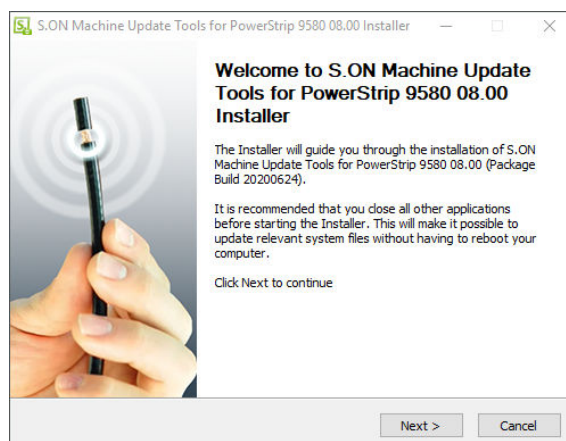 S.ON Machine Update Tools for PowerStrip 9580 08.00 Installer
Welcome to S.ON Machine Update
Tools for PowerStrip 9580 08.00
Installer
The Installer will guide you through the installation of S.ON
Machine Update Tools for PowerStrip 9580 08.00 (Package
Build 20200624).
It is recommended that you close all other applications
before starting the Installer. This will make it possible to
update relevant system files without having to reboot your
computer.
Click Next to continue
Next >
Cancel